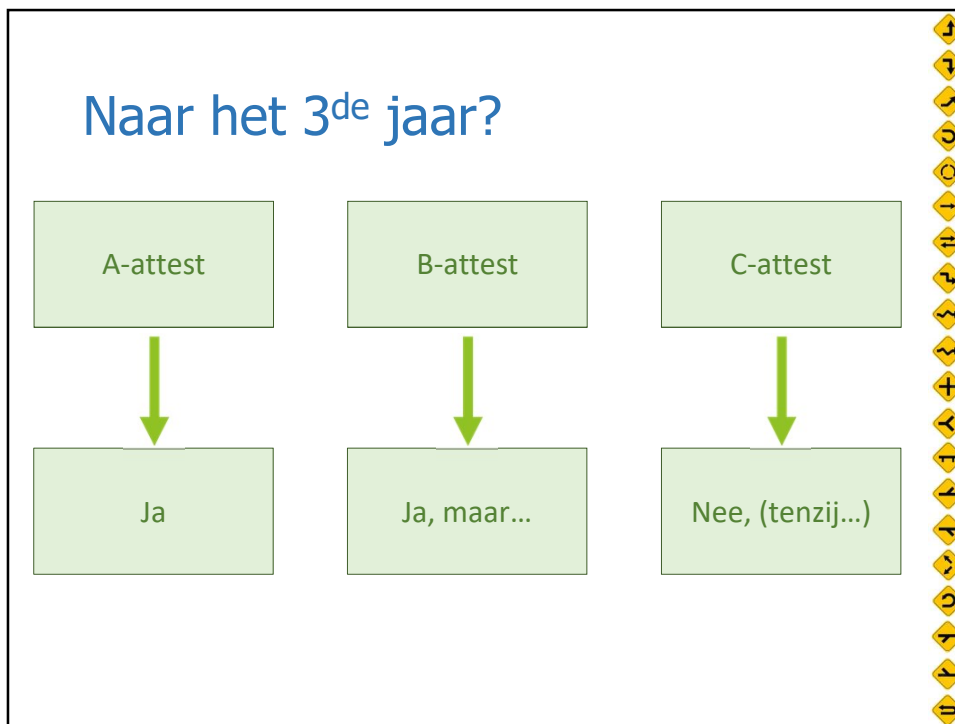 Naar het 3de jaar?
A-attest
B-attest
C-attest
Ja
Ja, maar…
Nee, (tenzij…)